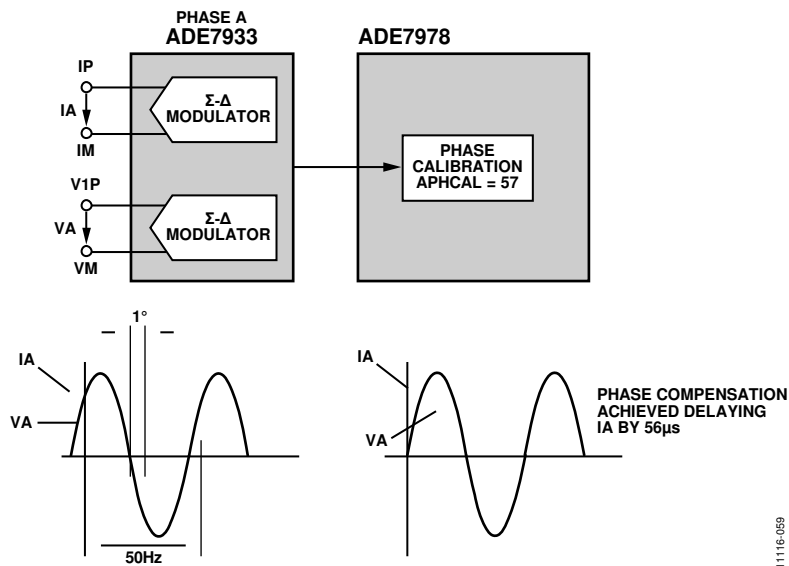 PHASE A
ADE7933
ADE7978
IP
IA
IM
Σ-Δ
MODULATOR
PHASE
CALIBRATION
APHCAL = 57
V1P
VA
VM
Σ-Δ
MODULATOR
1°
IA
VA
50Hz
IA
VA
PHASE COMPENSATION
ACHIEVED DELAYING
IA BY 56µs
11116-059